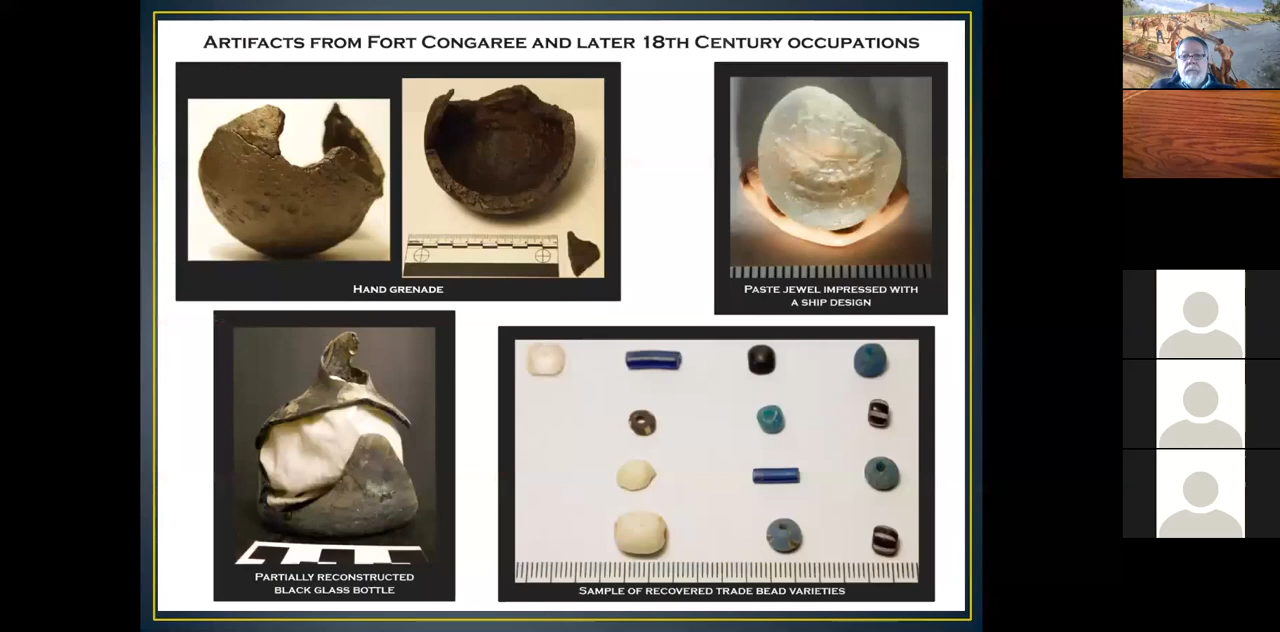 Artifacts from Fort Congaree and later 18th Century occupations
Hand grenade
Paste jewel impressed with
a ship design
Partially reconstructed
black glass bottle
Sample of recovered trade bead varieties